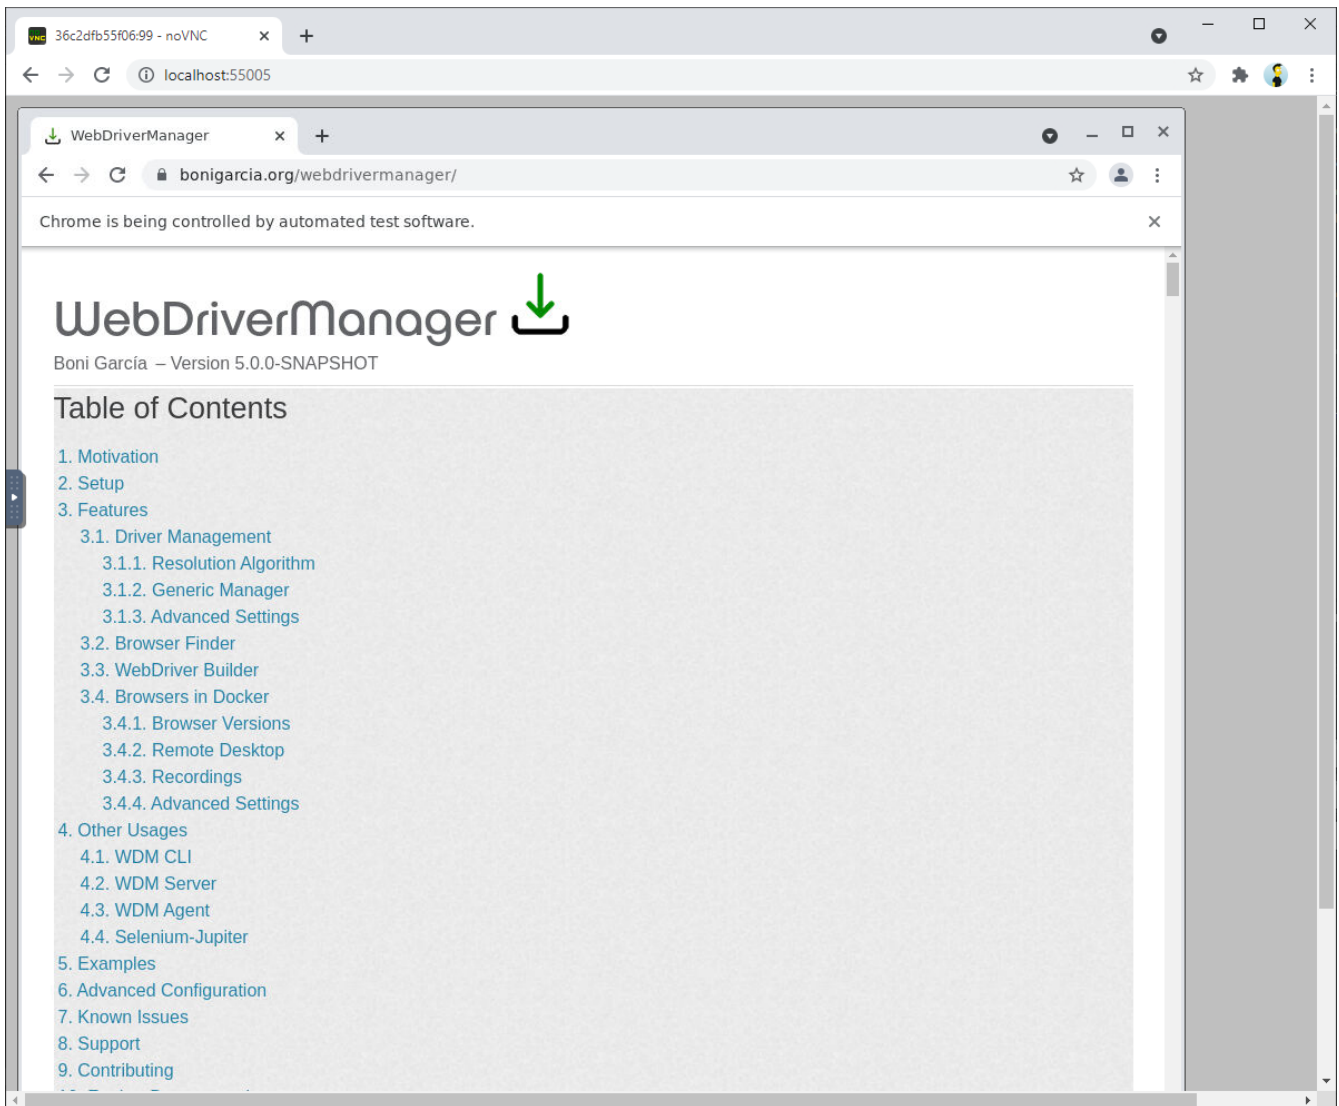 36c2dfb55f06:99 - noVNC
localhost:55005
WebDriverManager
bonigarcia.org/webdrivermanager/
Chrome is being controlled by automated test software.
WebDriverManager
Boni García – Version 5.0.0-SNAPSHOT
Table of Contents
1. Motivation
2. Setup
3. Features
3.1. Driver Management
3.1.1. Resolution Algorithm
3.1.2. Generic Manager
3.1.3. Advanced Settings
3.2. Browser Finder
3.3. WebDriver Builder
3.4. Browsers in Docker
3.4.1. Browser Versions
3.4.2. Remote Desktop
3.4.3. Recordings
3.4.4. Advanced Settings
4. Other Usages
4.1. WDM CLI
4.2. WDM Server
4.3. WDM Agent
4.4. Selenium-Jupiter
5. Examples
6. Advanced Configuration
7. Known Issues
8. Support
9. Contributing